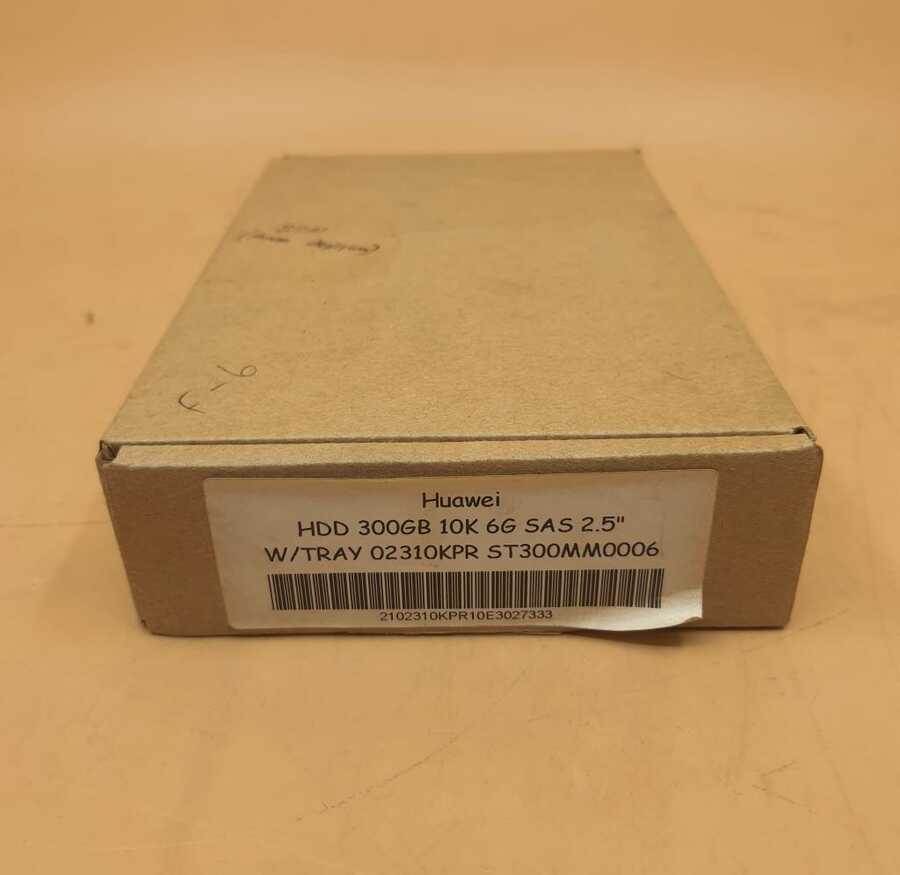 F-6
Huawei
HDD 300GB 10K 6G SAS 2.5"
W/TRAY 02310KPR ST300MM0006
2102310KPR10E3027333